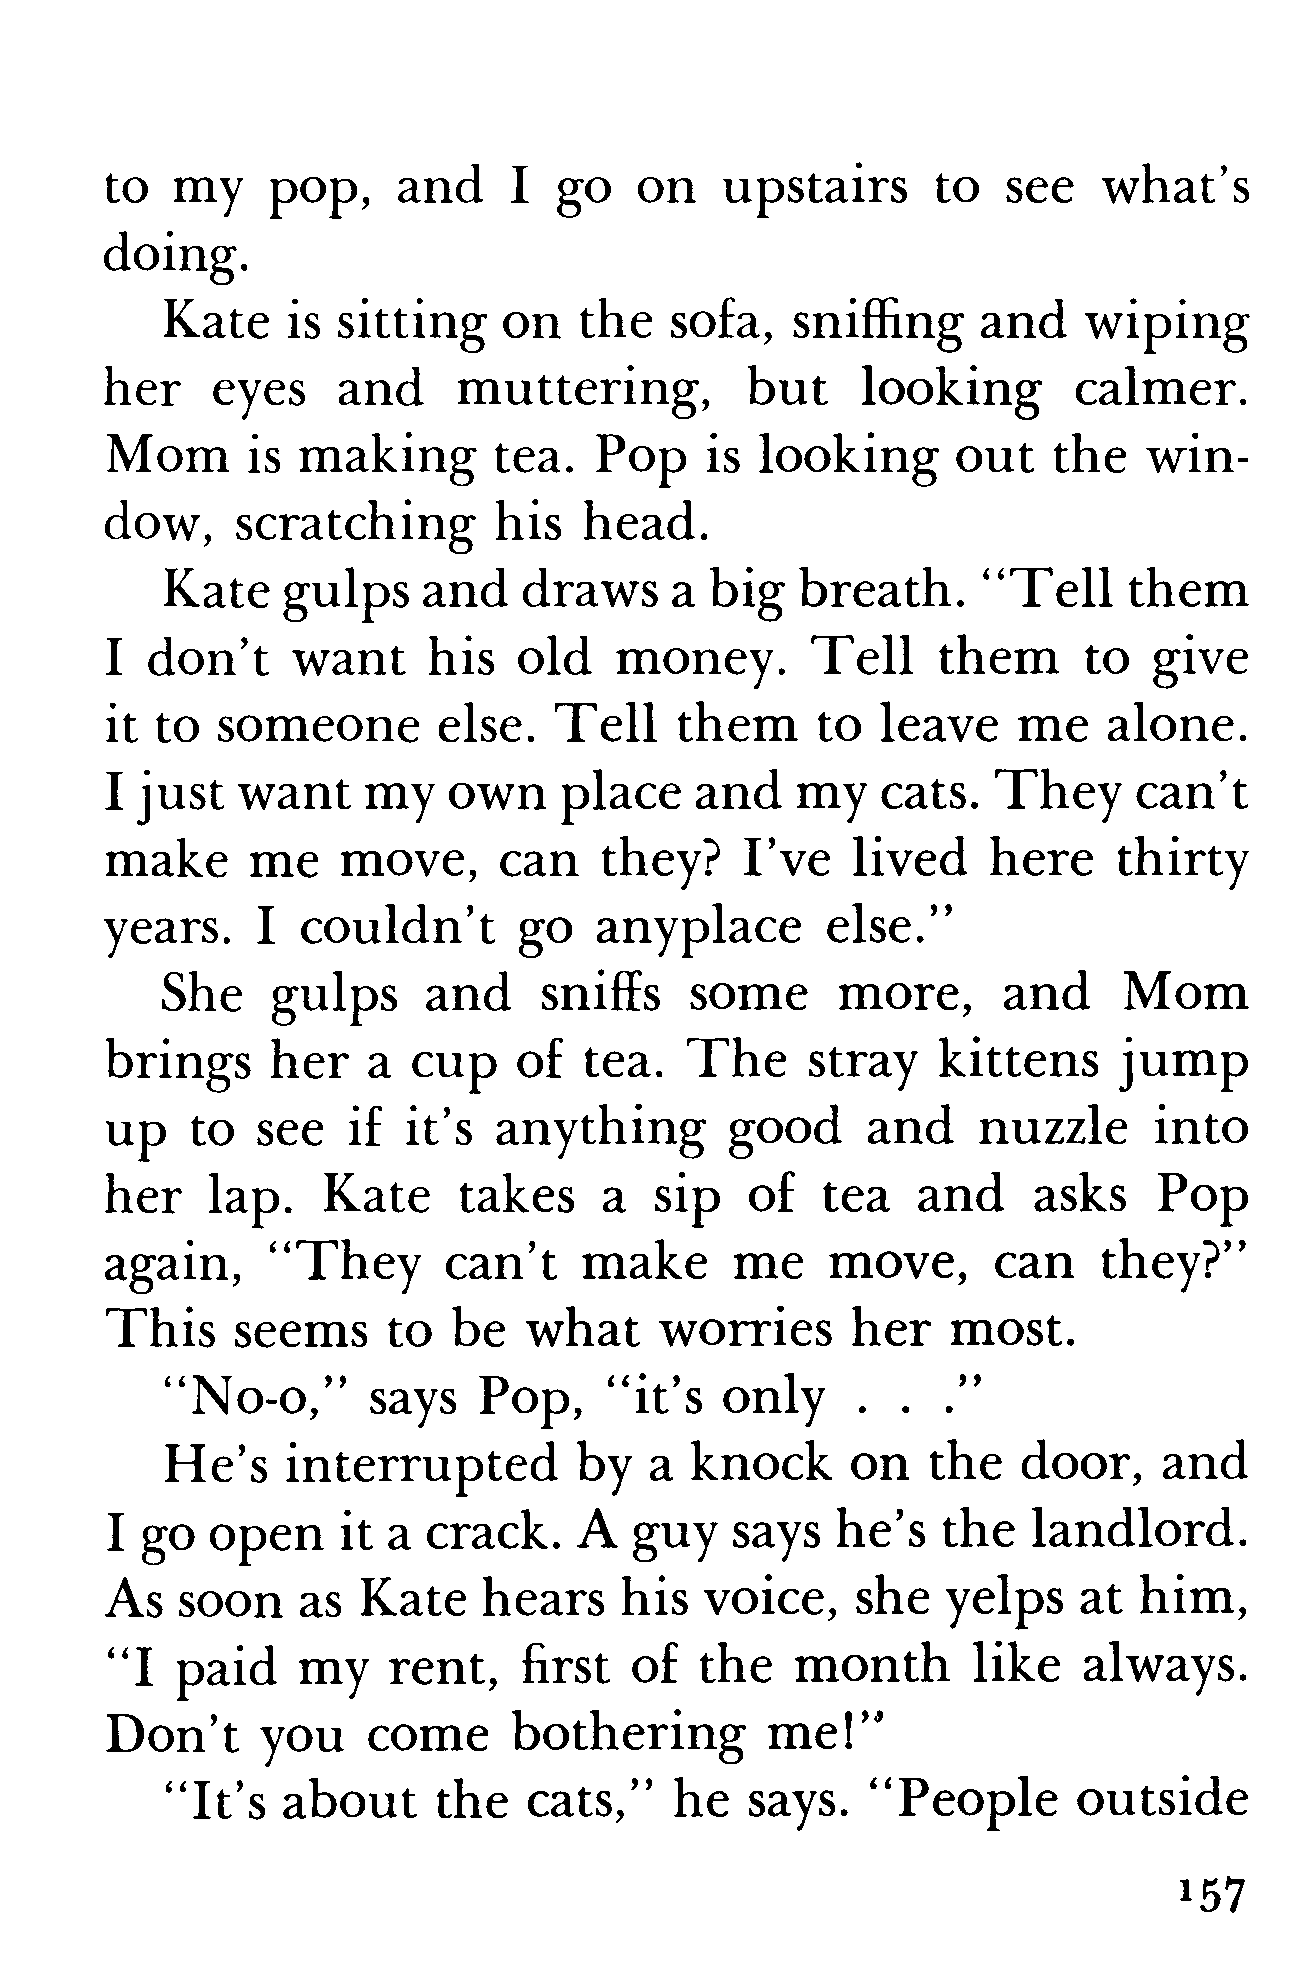 to my pop, and I go on upstairs to see what's
doing.
Kate is sitting on the sofa, sniffing and wiping
her eyes and muttering, but looking calmer.
Mom is making tea. Pop is looking out the win-
dow, scratching his head.
Kate gulps and draws a big breath. "Tell them
I don't want his old money. Tell them to give
it to someone else. Tell them to leave me alone.
I just want my own place and my cats. They can't
make me move, can they? I've lived here thirty
years. I couldn't go anyplace else."
She gulps and sniffs some more, and Mom
brings her a cup of tea. The stray kittens jump
up to see if it's anything good and nuzzle into
her lap. Kate takes a sip of tea and asks Pop
again, "They can't make me move, can they?"
This seems to be what worries her most.
"No-o," says Pop, "it's only . . ."
He's interrupted by a knock on the door, and
I go open it a crack. A guy says he's the landlord.
As soon as Kate hears his voice, she yelps at him,
"I paid my rent, first of the month like always.
Don't you come bothering me!"
"It's about the cats," he says. "People outside
157